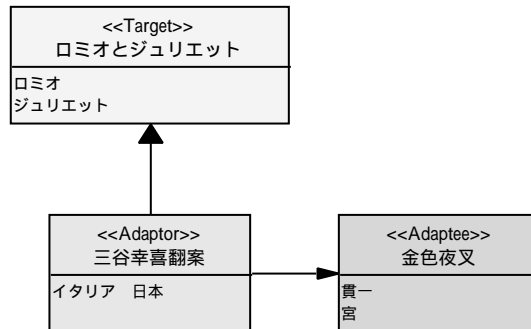 <<Target>>
ロミオとジュリエット
ロミオ
ジュリエット
<<Adaptor>>
三谷幸喜翻案
イタリア　日本
<<Adaptee>>
金色夜叉
貫一
宮